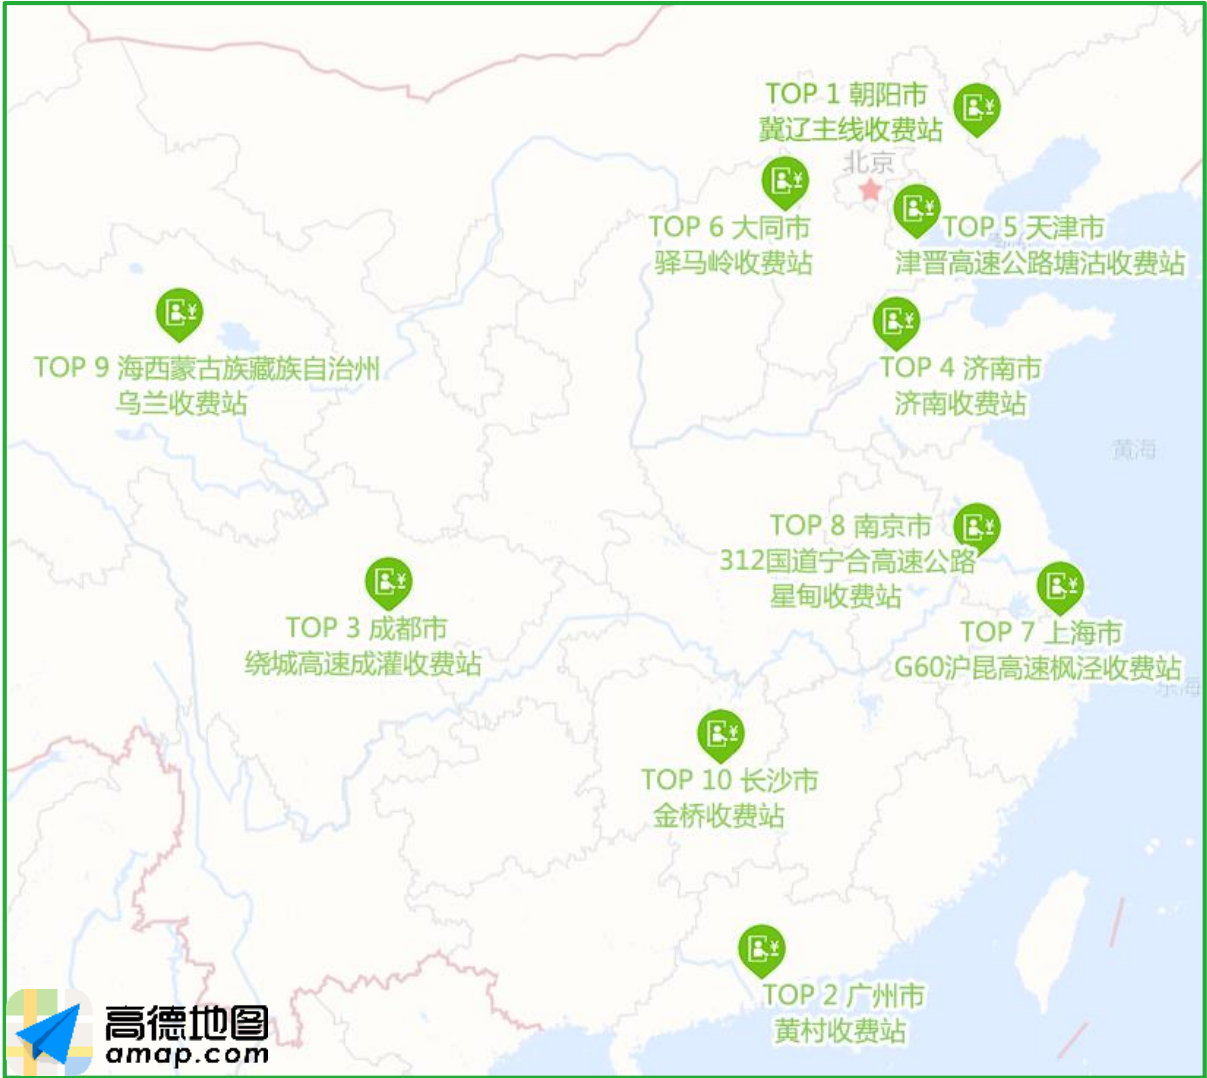 TOP 1 朝阳市
冀辽主线收费站
北京
TOP 6 大同市
驿马岭收费站
TOP 5 天津市
津晋高速公路塘沽收费站
TOP 9 海西蒙古族藏族自治州
乌兰收费站
TOP 4 济南市
济南收费站
黄海
TOP 8 南京市
312国道宁合高速公路
星甸收费站
TOP 3 成都市
绕城高速成灌收费站
TOP 7 上海市
G60沪昆高速枫泾收费站
东海
TOP 10 长沙市
金桥收费站
TOP 2 广州市
黄村收费站
高德地图
amap.com